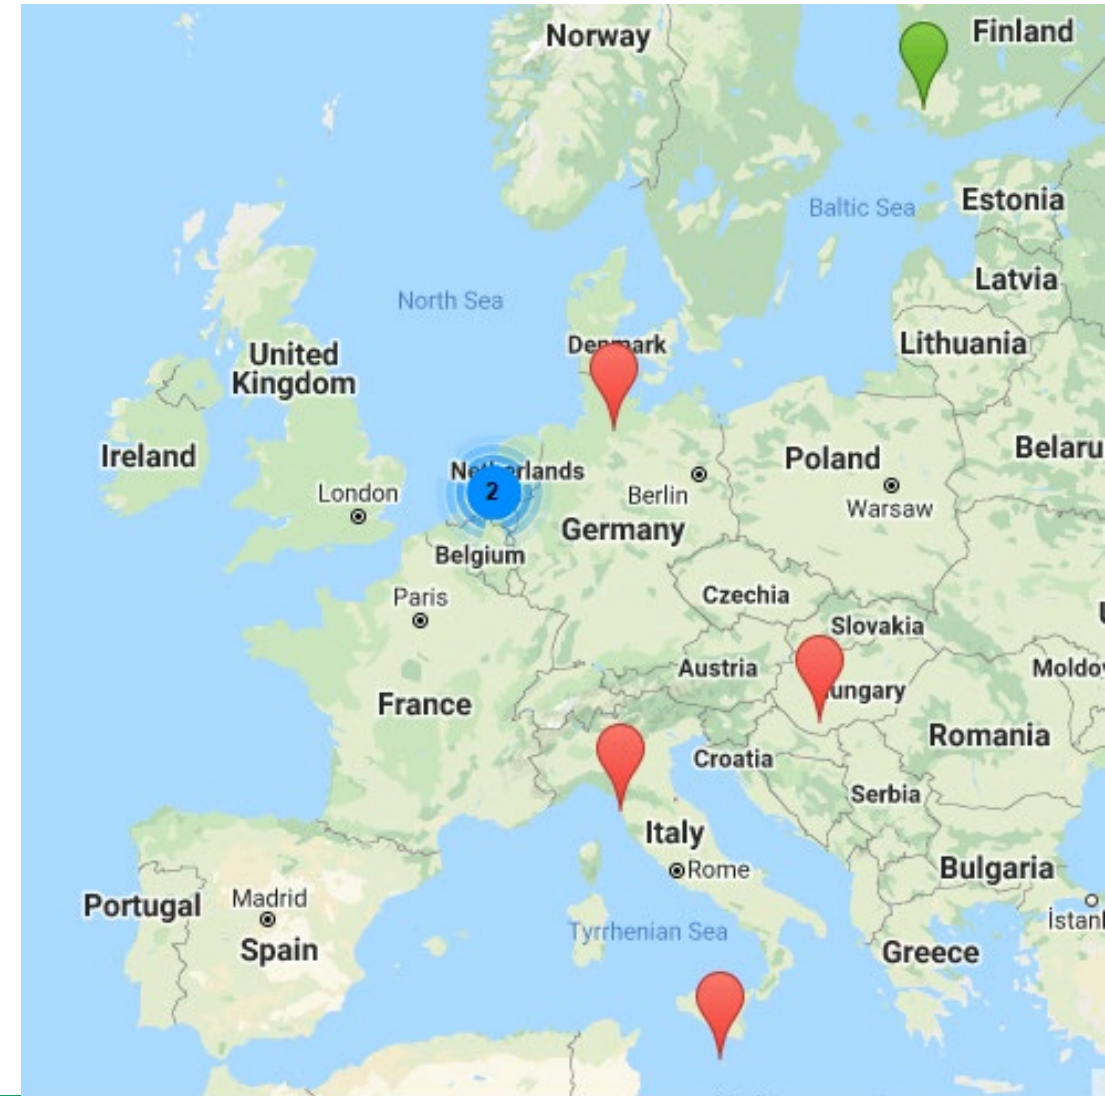 Norway
Finland
Baltic Sea
Estonia
Latvia
North Sea
Denmark
Lithuania
United
Kingdom
Ireland
Netherlands
2
London
Berlin
Poland
Warsaw
Belaru
Germany
Belgium
Paris
Czechia
Slovakia
Austria
Moldov
ungary
France
Croatia
Romania
Serbia
Italy
Rome
Bulgaria
Portugal
Madrid
Spain
Tyrrhenian Sea
İstanl
Greece